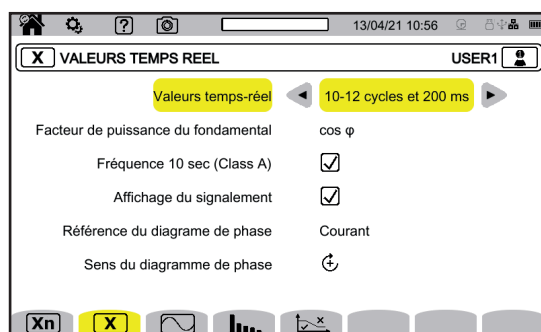 13/04/21 10:56
X VALEURS TEMPS REEL USER1
Valeurs temps-réel 10-12 cycles et 200 ms
Facteur de puissance du fondamental cos φ
Fréquence 10 sec (Class A)
Affichage du signalement
Référence du diagrame de phase Courant
Sens du diagramme de phase
Xn X